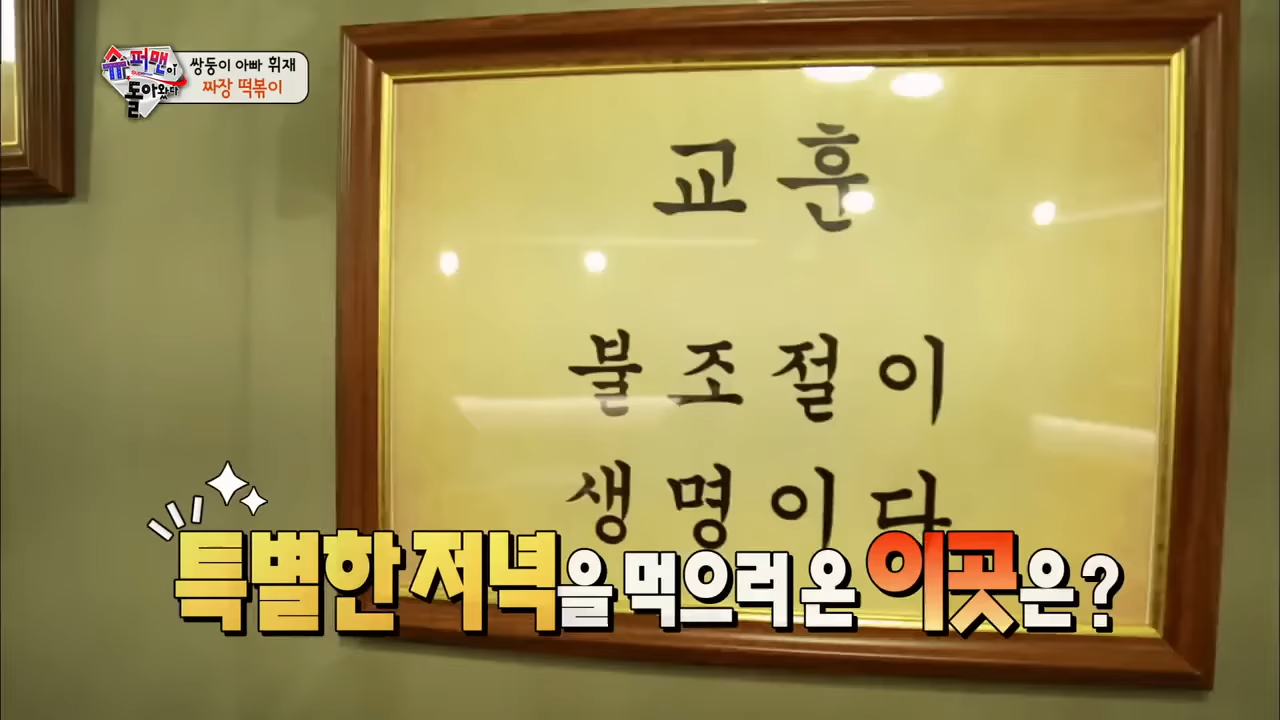 슈퍼맨이
돌아왔다
쌍둥이 아빠 휘재
짜장 떡볶이
교훈
불조절이
생명이다
특별한 저녁을 먹으러 온 이곳은?